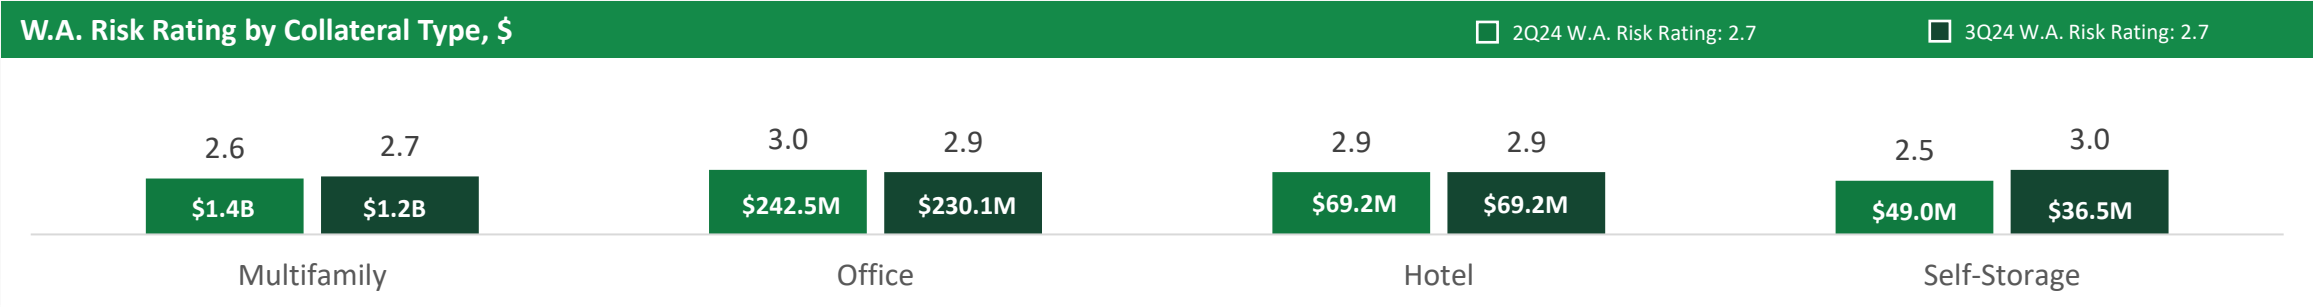 W.A. Risk Rating by Collateral Type, $
2Q24 W.A. Risk Rating: 2.7
3Q24 W.A. Risk Rating: 2.7
2.6
2.7
3.0
2.9
2.9
2.9
2.5
3.0
$1.4B
$1.2B
$242.5M
$230.1M
$69.2M
$69.2M
$49.0M
$36.5M
Multifamily
Office
Hotel
Self-Storage